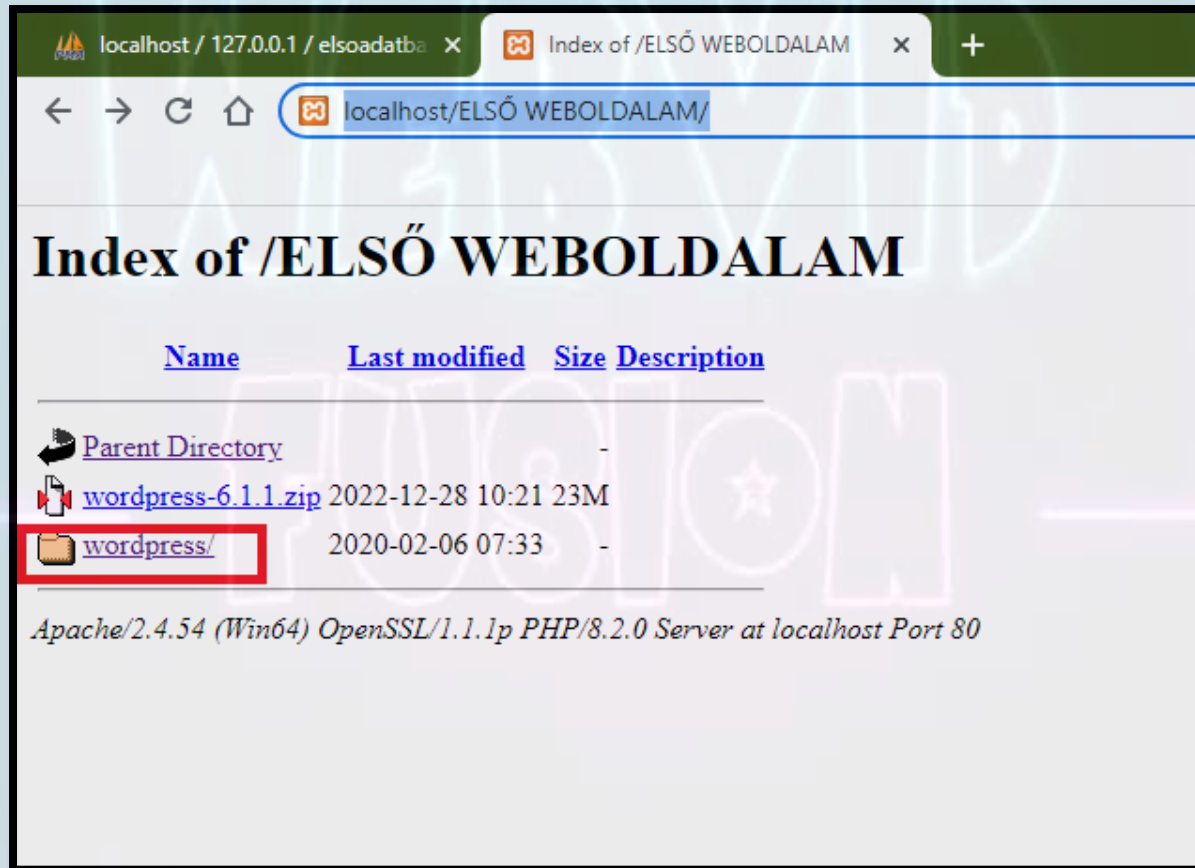 localhost / 127.0.0.1 / elsoadatba
Index of /ELSŐ WEBOLDALAM
localhost/ELSŐ WEBOLDALAM/
Index of /ELSŐ WEBOLDALAM
Name Last modified Size Description
Parent Directory -
wordpress-6.1.1.zip 2022-12-28 10:21 23M
wordpress/ 2020-02-06 07:33 -
Apache/2.4.54 (Win64) OpenSSL/1.1.1p PHP/8.2.0 Server at localhost Port 80
FUSION